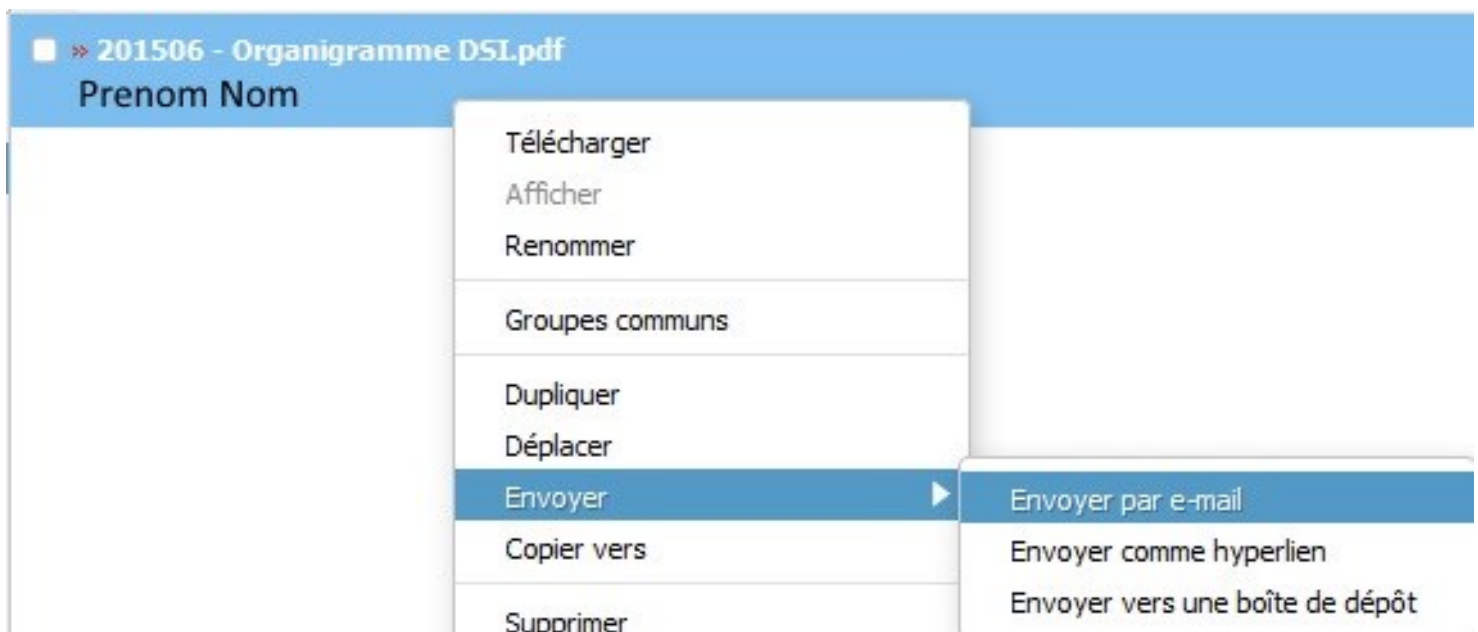 » 201506 - Organigramme DSI.pdf
Prenom Nom
Télécharger
Afficher
Renommer
Groupes communs
Dupliquer
Déplacer
Envoyer
Envoyer par e-mail
Copier vers
Envoyer comme hyperlien
Envoyer vers une boîte de dépôt
Supprimer